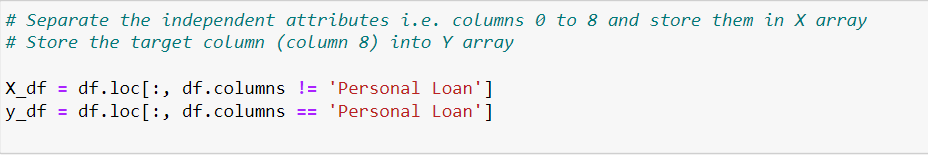 # Separate the independent attributes i.e. columns 0 to 8 and store them in X array
# Store the target column (column 8) into Y array
X_df = df.loc[:, df.columns != 'Personal Loan']
y_df = df.loc[:, df.columns == 'Personal Loan']